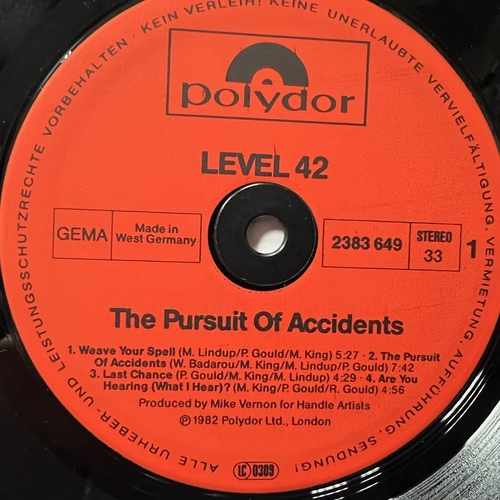 ALLE URHEBER- UND LEISTUNGSSCHUTZRECHTE VORBEHALTEN · KEIN VERLEIH! KEINE UNERLAUBTE VERVIELFÄLTIGUNG, VERMIETUNG, AUFFÜHRUNG, SENDUNG!
polydor
LEVEL 42
GEMA
Made in
West Germany
2383 649
STEREO
33
1
The Pursuit Of Accidents
1. Weave Your Spell (M. Lindup/P. Gould/M. King) 5:27 - 2. The Pursuit
Of Accidents (W. Badarou/M. King/M. Lindup/P. Gould) 7:42
3. Last Chance (P. Gould/M. King/M. Lindup) 4:29 - 4. Are You
Hearing (What I Hear)? (M. King/P. Gould/R. Gould) 4:56
Produced by Mike Vernon for Handle Artists
℗ 1982 Polydor Ltd., London
LC 0309